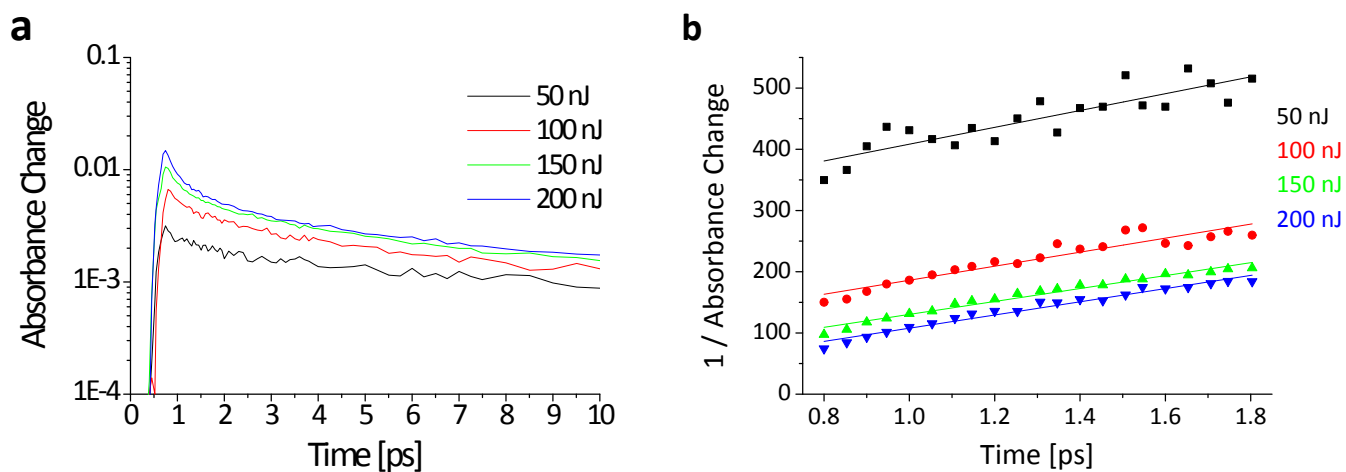 a
Absorbance Change
0.1
0.01
1E-3
1E-4
50 nJ
100 nJ
150 nJ
200 nJ
0 1 2 3 4 5 6 7 8 9 10
Time [ps]
b
1 / Absorbance Change
500
400
300
200
100
0
50 nJ
100 nJ
150 nJ
200 nJ
0.8 1.0 1.2 1.4 1.6 1.8
Time [ps]